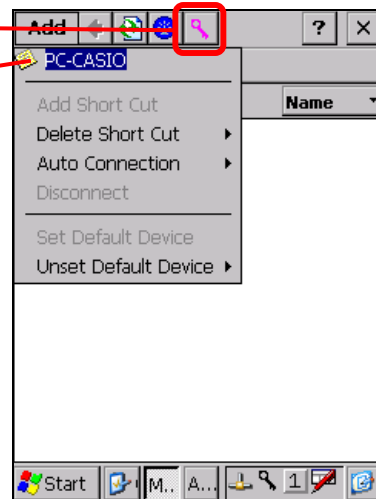 Add ?  ×
PC-CASIO
Name
Add Short Cut
Delete Short Cut
Auto Connection
Disconnect
Set Default Device
Unset Default Device
Start M.. A... 1